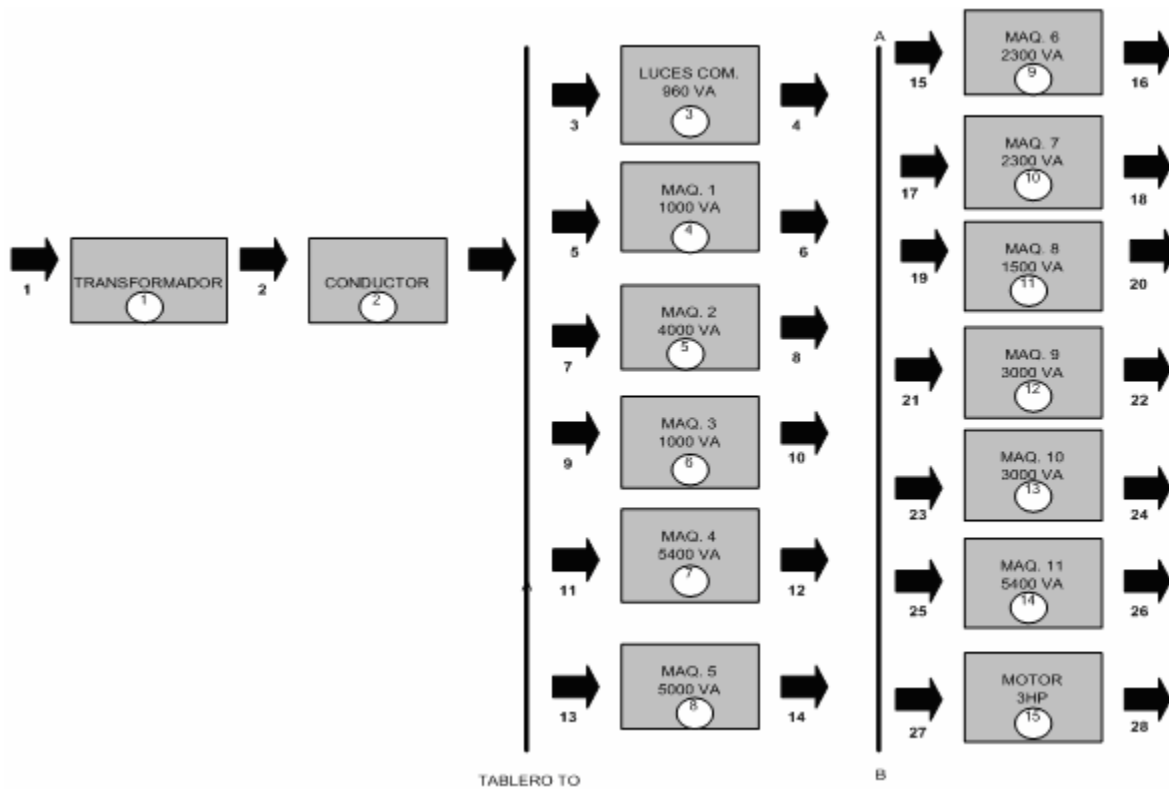 1
TRANSFORMADOR
1
2
CONDUCTOR
2
TABLERO TO
A
3
LUCES COM.
960 VA
3
4
5
MAQ. 1
1000 VA
4
6
7
MAQ. 2
4000 VA
5
8
9
MAQ. 3
1000 VA
6
10
11
MAQ. 4
5400 VA
7
12
13
MAQ. 5
5000 VA
8
14
A
B
15
MAQ. 6
2300 VA
9
16
17
MAQ. 7
2300 VA
10
18
19
MAQ. 8
1500 VA
11
20
21
MAQ. 9
3000 VA
12
22
23
MAQ. 10
3000 VA
13
24
25
MAQ. 11
5400 VA
14
26
27
MOTOR
3HP
15
28